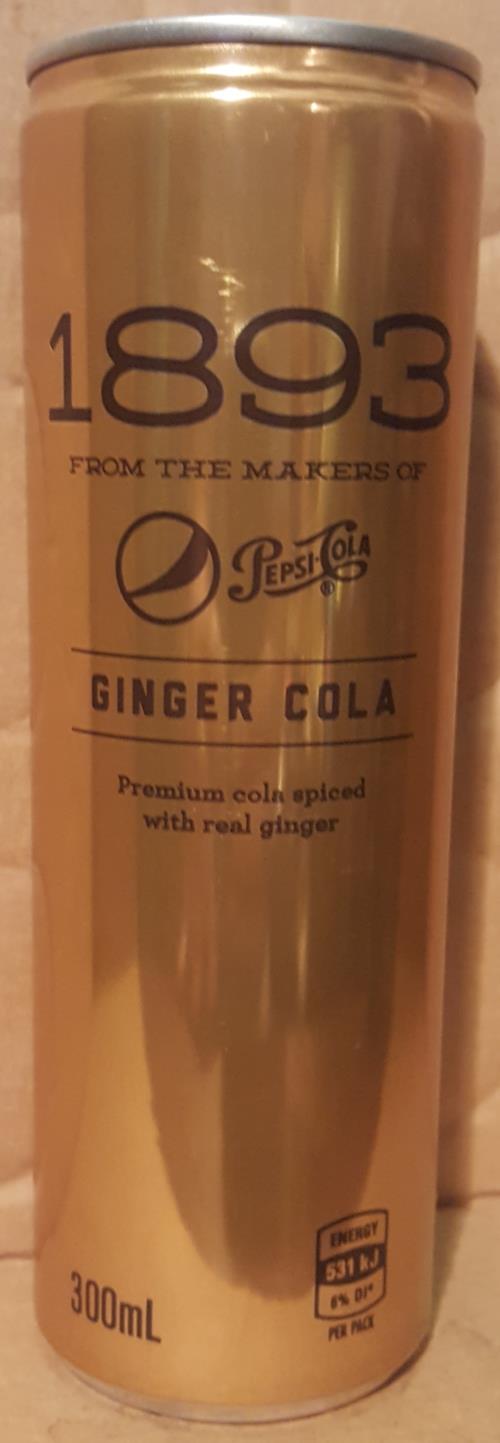 1893
FROM THE MAKERS OF
PEPSI-COLA®
GINGER COLA
Premium cola spiced
with real ginger
300mL
ENERGY
531 kJ
6% DI*
PER PACK